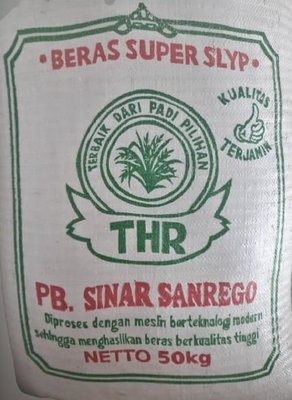 • BERAS SUPER SLYP •
TERBAIK DARI PADI PILIHAN
KUALITAS
TERJAMIN
THR
PB. SINAR SANREGO
Diproses dengan mesin berteknologi modern
sehingga menghasilkan beras berkualitas tinggi
NETTO 50kg